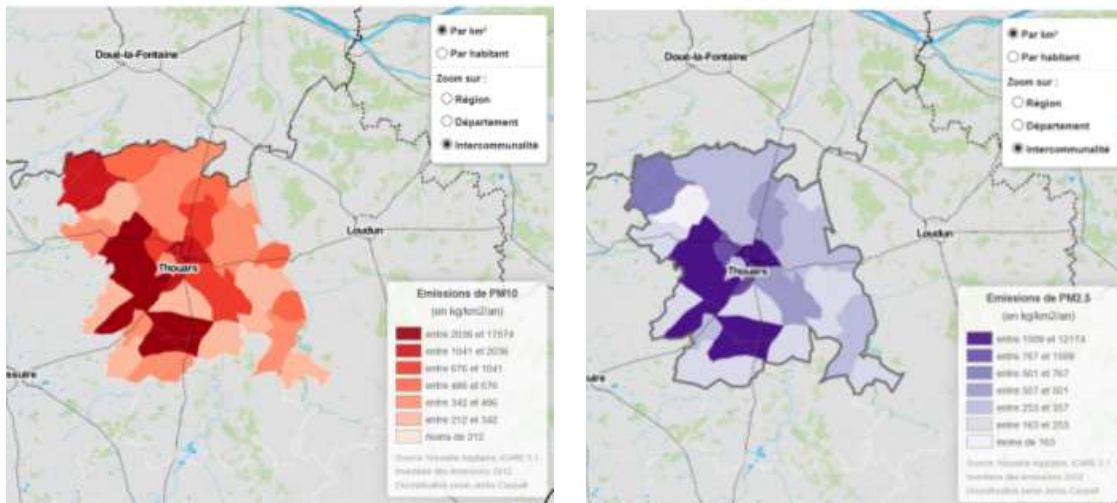 Par km²
Par habitant
Zoom sur :
Région
Département
Intercommunalité
Doué-la-Fontaine
Loudun
Thouars
Emissions de PM10
(en kg/km2/an)
entre 2036 et 17574
entre 1041 et 2036
entre 676 et 1041
entre 486 et 676
entre 342 et 486
entre 212 et 342
moins de 212
ssuire
Par km²
Par habitant
Zoom sur :
Région
Département
Intercommunalité
Doué-la-Fontaine
Loudun
Thouars
Emissions de PM2.5
(en kg/km2/an)
entre 1509 et 12174
entre 767 et 1509
entre 501 et 767
entre 357 et 501
entre 253 et 357
entre 163 et 253
moins de 163
uire